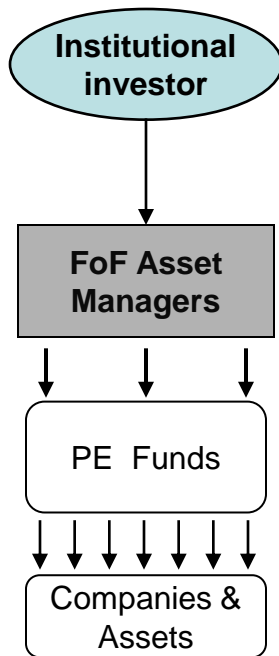 Institutional
investor
FoF Asset
Managers
PE Funds
Companies &
Assets